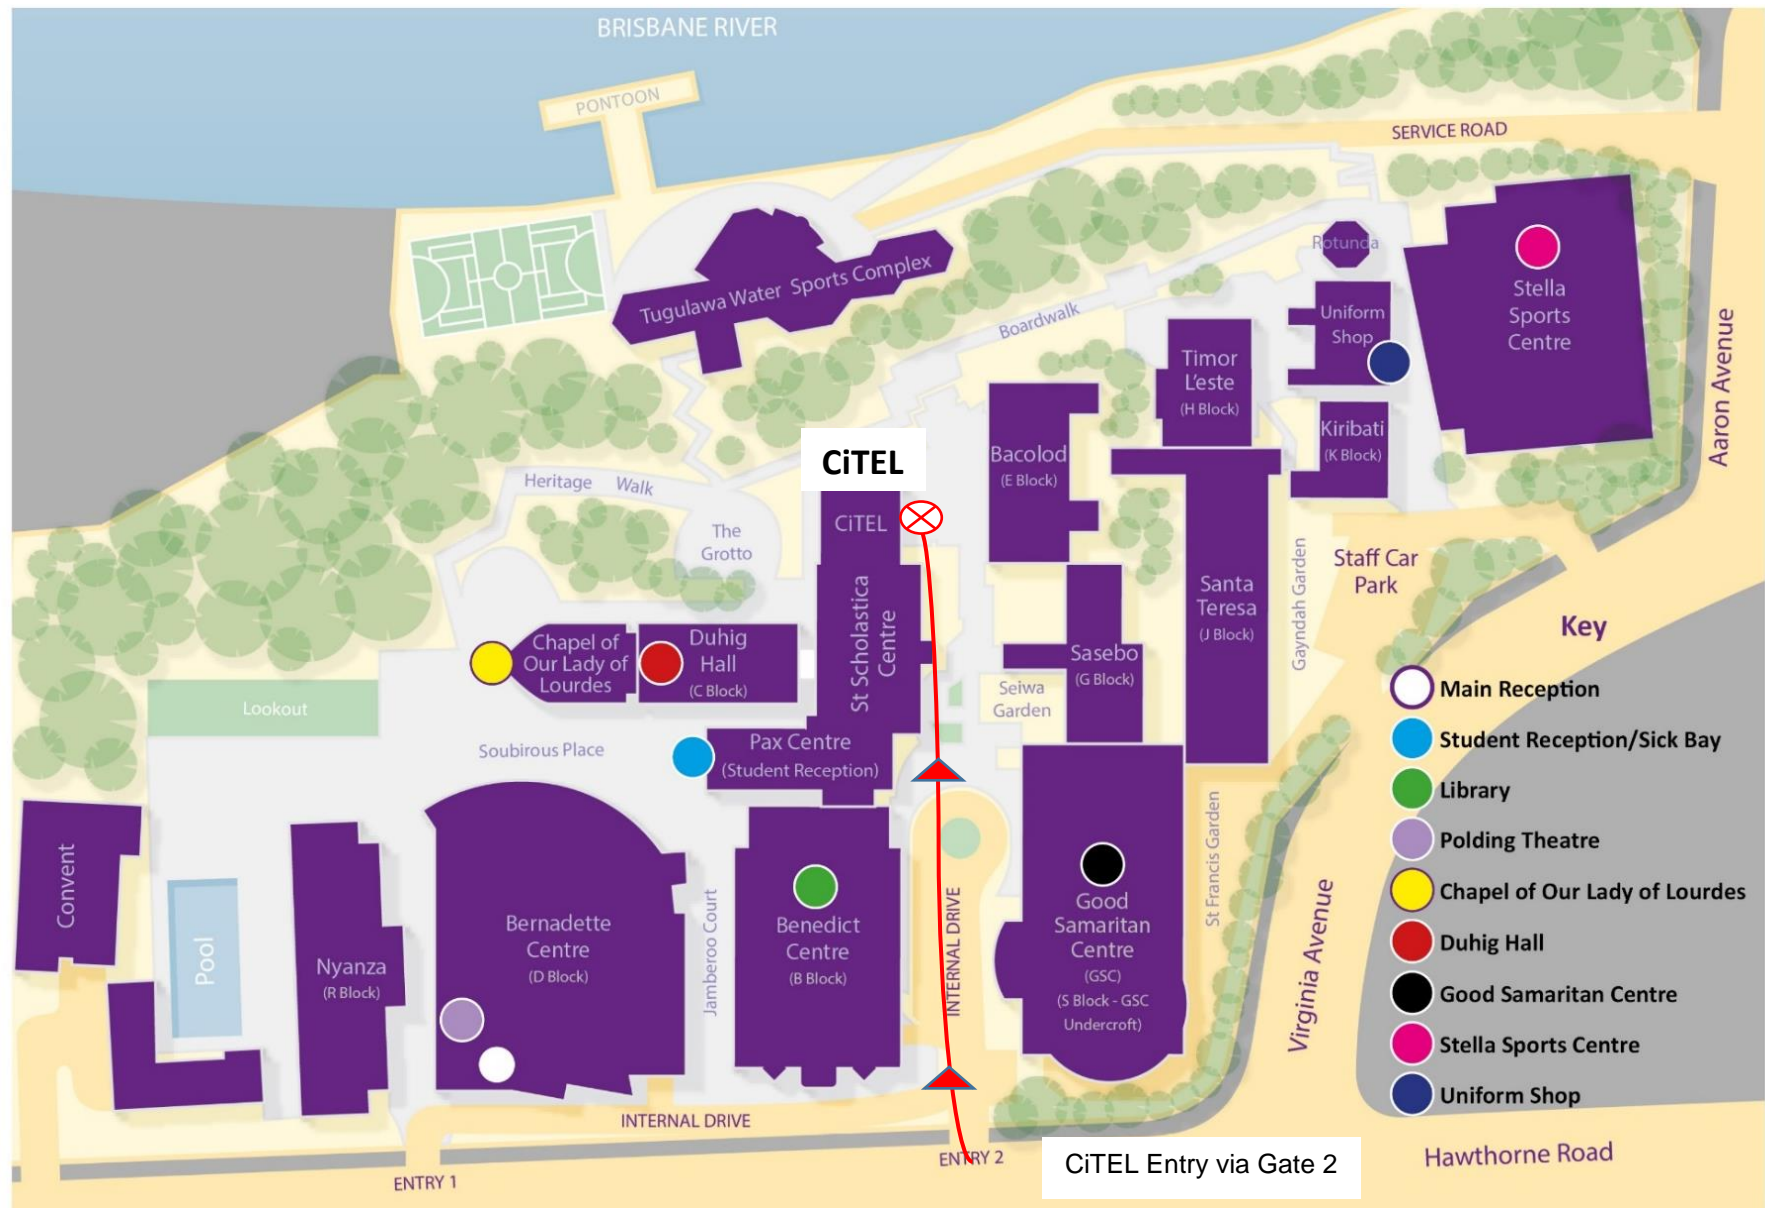 BRISBANE RIVER
PONTOON
SERVICE ROAD
Rotunda
Tugulawa Water Sports Complex
Stella
Sports
Centre
Uniform
Shop
Boardwalk
Timor
L'este
(H Block)
Aaron Avenue
Kiribati
(K Block)
CiTEL
Bacolod
(E Block)
Heritage Walk
The
Grotto
CiTEL
Staff Car
Park
Gayndah Garden
Santa
Teresa
(J Block)
Key
Chapel of
Our Lady of
Lourdes
Duhig
Hall
(C Block)
St Scholastica
Centre
Sasebo
(G Block)
Seiwa
Garden
Lookout
Soubirous Place
Pax Centre
(Student Reception)
Main Reception
Student Reception/Sick Bay
Library
Polding Theatre
Chapel of Our Lady of Lourdes
Duhig Hall
Good Samaritan Centre
Stella Sports Centre
Uniform Shop
Convent
Pool
Nyanza
(R Block)
Bernadette
Centre
(D Block)
Jamberoo Court
Benedict
Centre
(B Block)
INTERNAL DRIVE
Good
Samaritan
Centre
(GSC)
(S Block - GSC
Undercroft)
St Francis Garden
Virginia Avenue
INTERNAL DRIVE
ENTRY 1
ENTRY 2
CiTEL Entry via Gate 2
Hawthorne Road